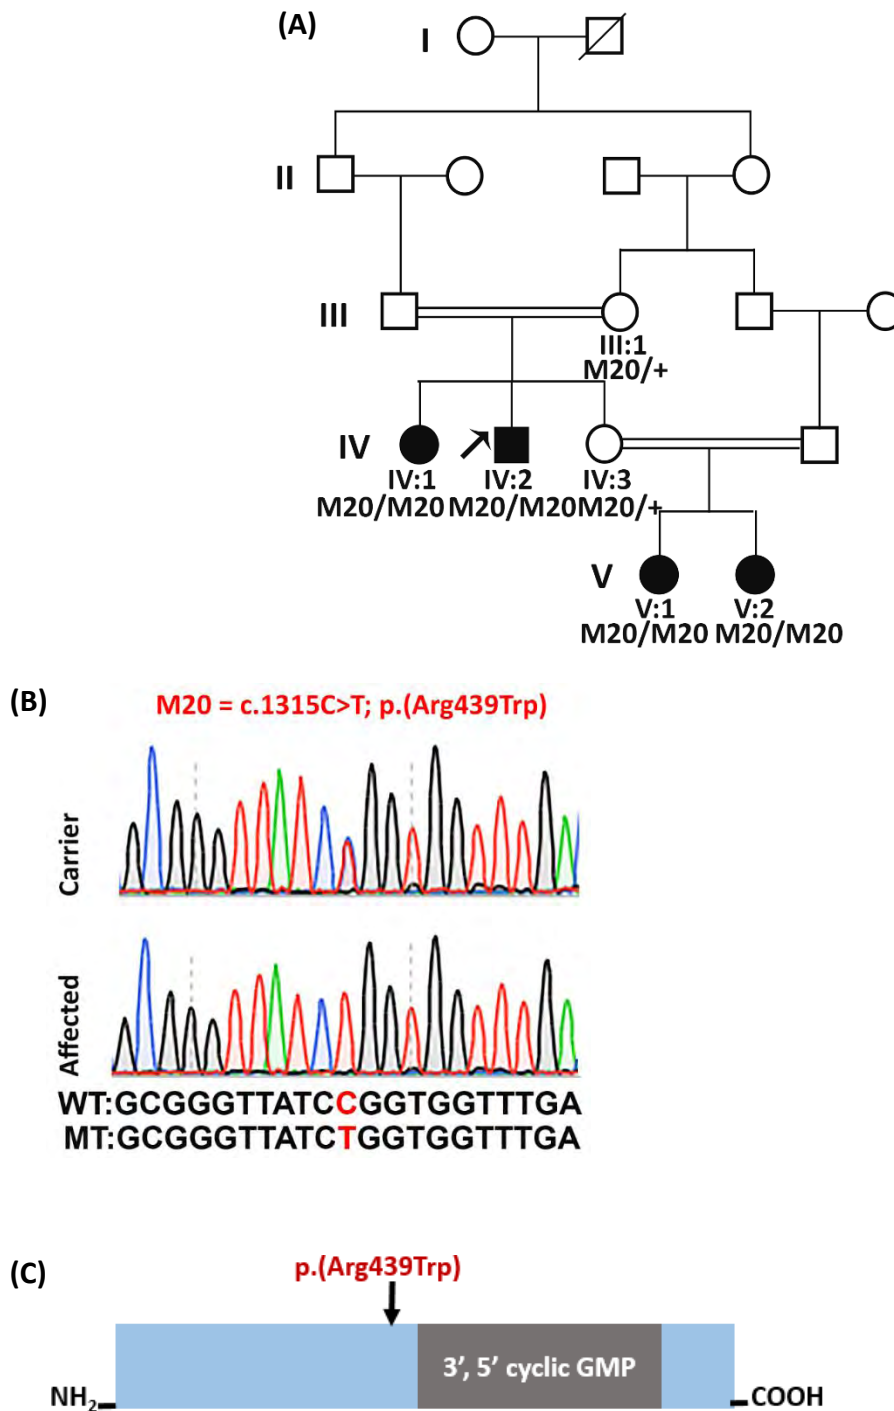 (A)
I
II
III
III:1
M20/+
IV
IV:1 IV:2 IV:3
M20/M20 M20/M20 M20/+
V
V:1 V:2
M20/M20 M20/M20
(B)
M20 = c.1315C>T; p.(Arg439Trp)
Carrier
Affected
WT:GCGGGTTATCCGGTGGTTTGA
MT:GCGGGTTATCTGGTGGTTTGA
(C)
p.(Arg439Trp)
3’, 5’ cyclic GMP
NH2 COOH